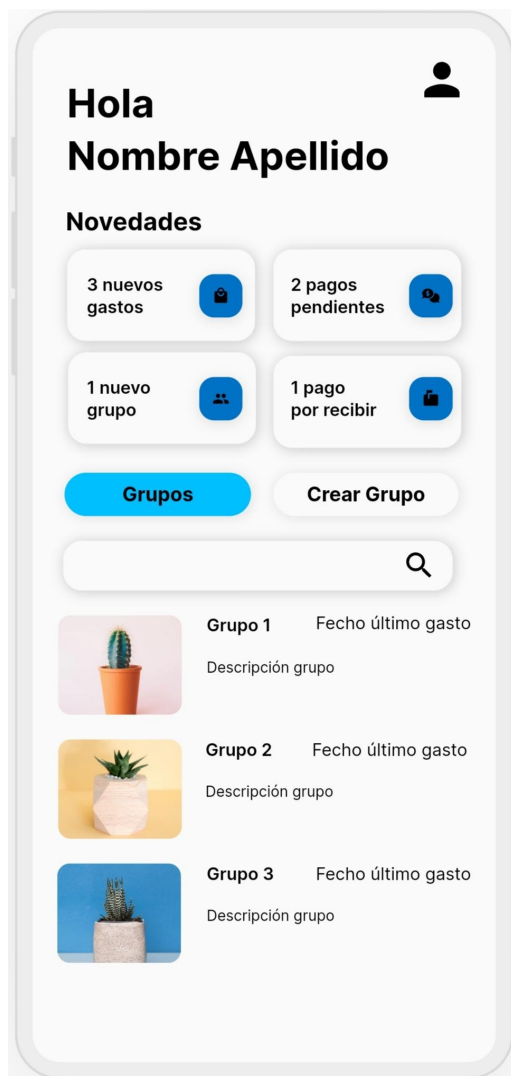 Hola
Nombre Apellido
Novedades
3 nuevos
gastos
2 pagos
pendientes
1 nuevo
grupo
1 pago
por recibir
Grupos
Crear Grupo
Grupo 1
Fecho último gasto
Descripción grupo
Grupo 2
Fecho último gasto
Descripción grupo
Grupo 3
Fecho último gasto
Descripción grupo